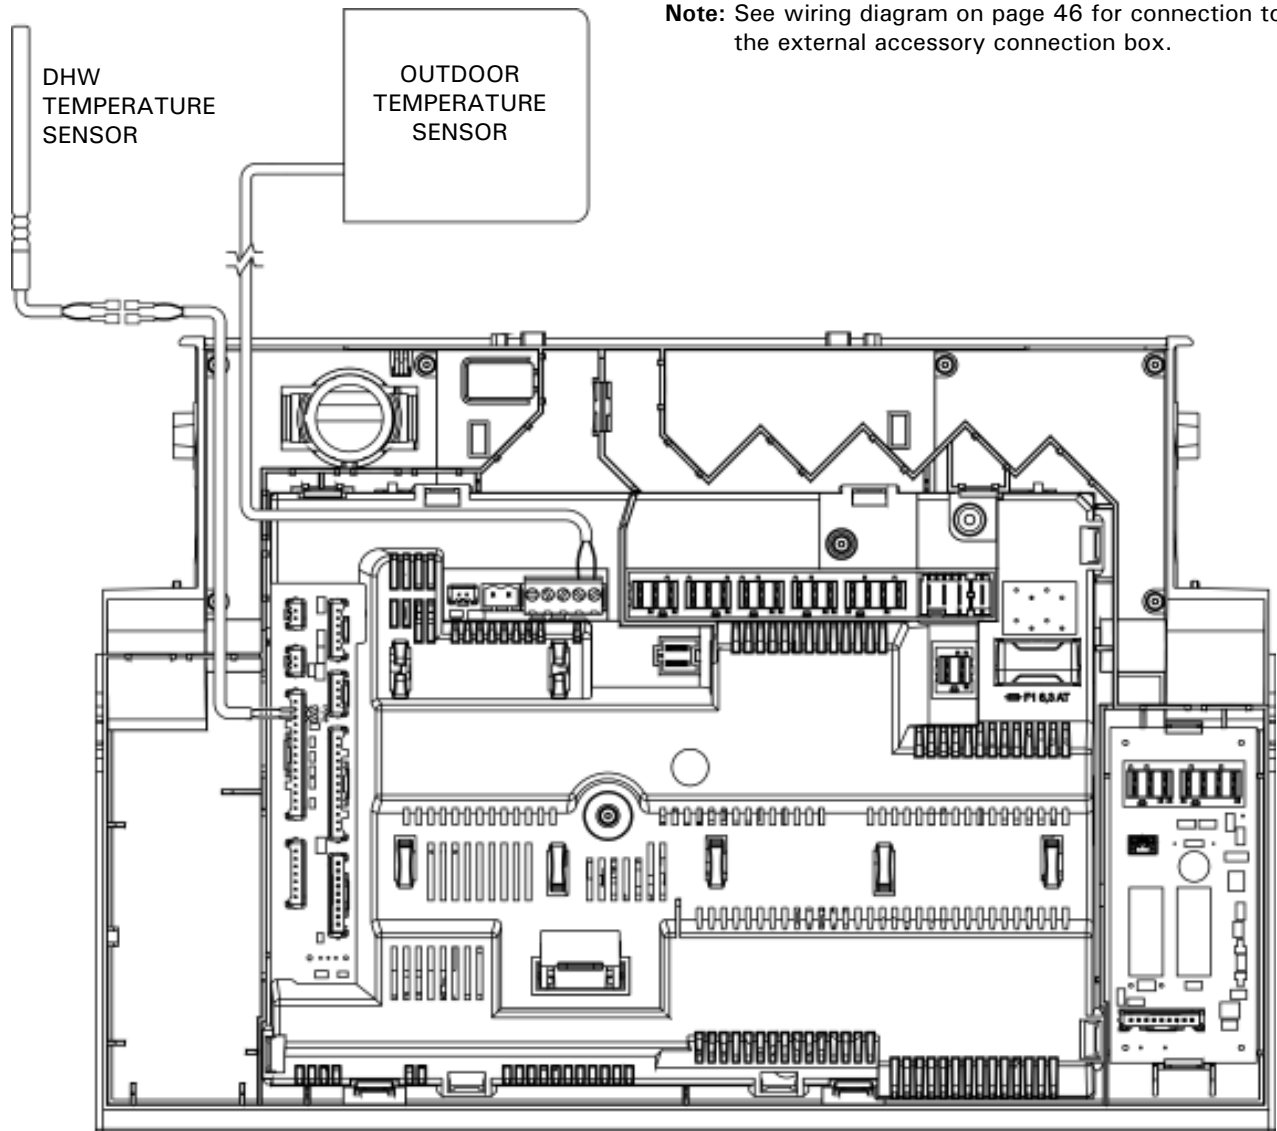 Note: See wiring diagram on page 46 for connection to
the external accessory connection box.
DHW
TEMPERATURE
SENSOR
OUTDOOR
TEMPERATURE
SENSOR
F1 6,3 AT